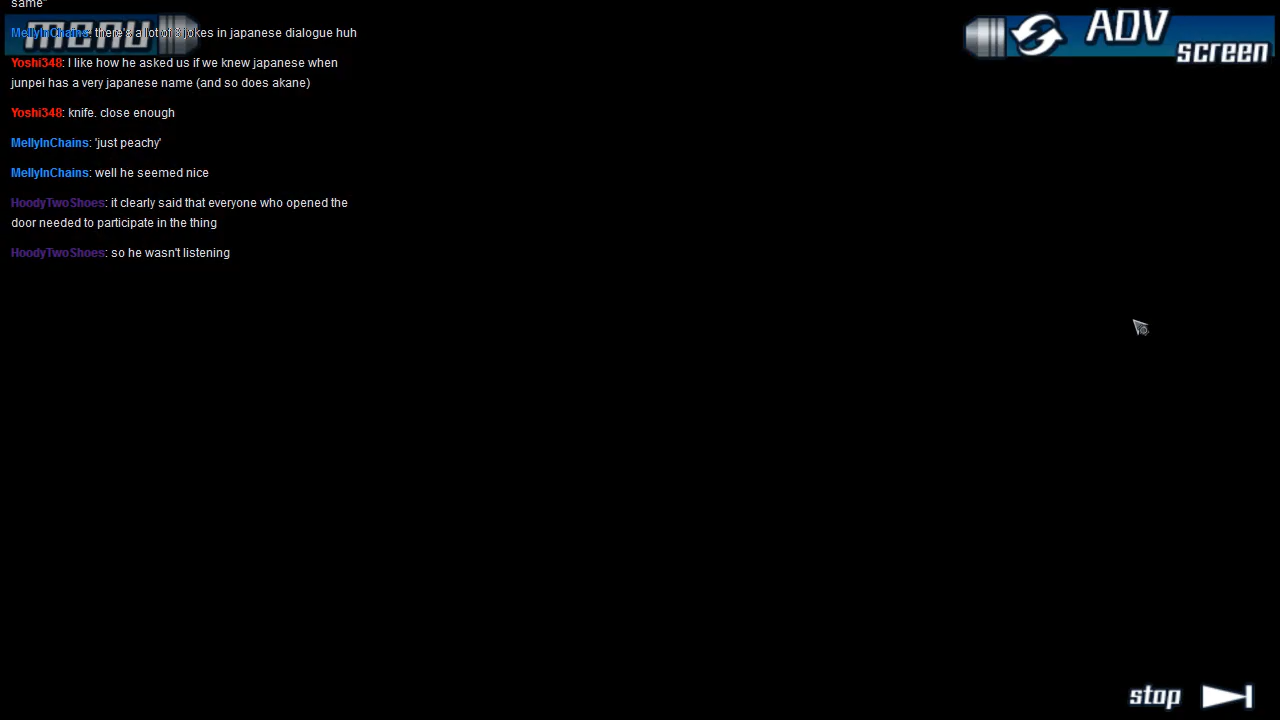 same"
MENU
ADV
screen
MellyInChains: there's a lot of 9 jokes in japanese dialogue huh
Yoshi348: I like how he asked us if we knew japanese when
junpei has a very japanese name (and so does akane)
Yoshi348: knife. close enough
MellyInChains: 'just peachy'
MellyInChains: well he seemed nice
HoodyTwoShoes: it clearly said that everyone who opened the
door needed to participate in the thing
HoodyTwoShoes: so he wasn't listening
stop